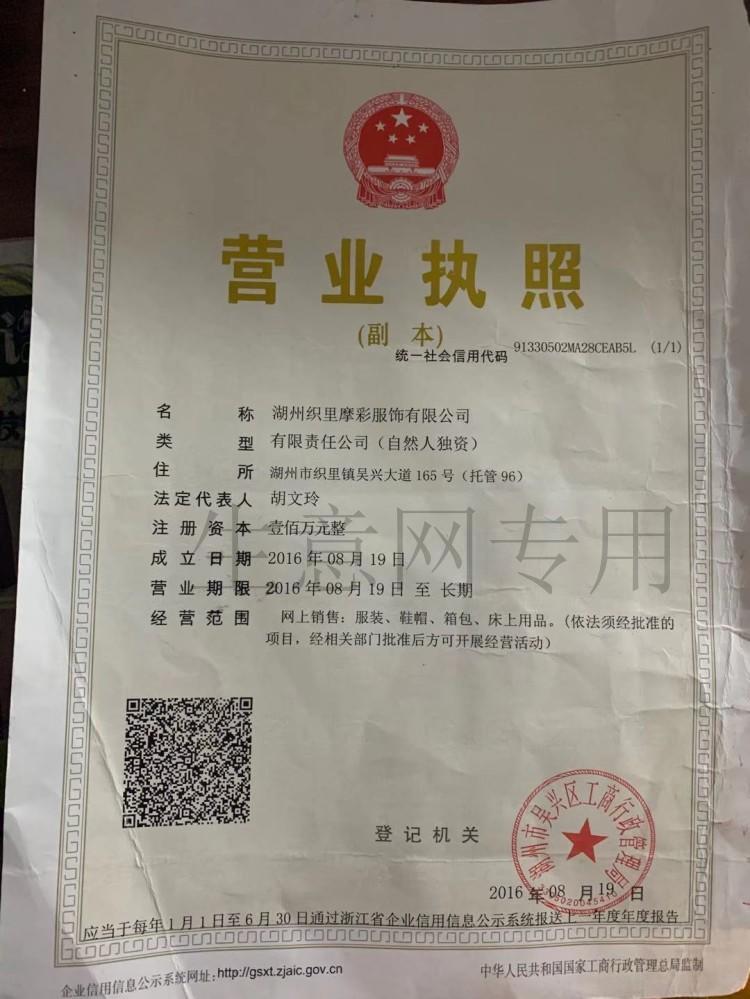 营业执照
(副 本)
统一社会信用代码 91330502MA28CEAB5L (1/1)
名 称 湖州织里摩彩服饰有限公司
类 型 有限责任公司（自然人独资）
住 所 湖州市织里镇吴兴大道165号（托管96）
法定代表人 胡文玲
注册资本 壹佰万元整
成立日期 2016年08月19日
营业期限 2016年08月19日 至 长期
经营范围 网上销售：服装、鞋帽、箱包、床上用品。(依法须经批准的
项目，经相关部门批准后方可开展经营活动）
生意网专用
登记机关
湖州市吴兴区工商行政管理局
2016年08月19日
应当于每年1月1日至6月30日通过浙江省企业信用信息公示系统报送上一年度年度报告
企业信用信息公示系统网址：http://gsxt.zjaic.gov.cn
中华人民共和国国家工商行政管理总局监制